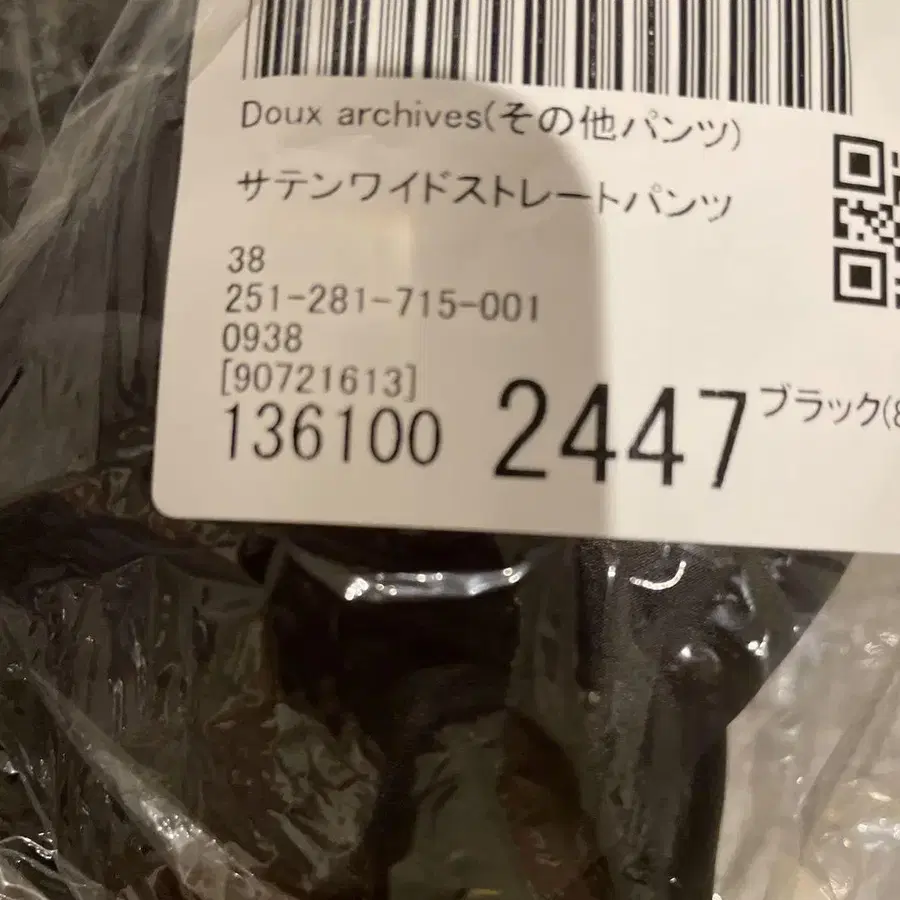 Doux archives(その他パンツ)
サテンワイドストレートパンツ
38
251-281-715-001
0938
[90721613]
136100 2447 ブラック(8